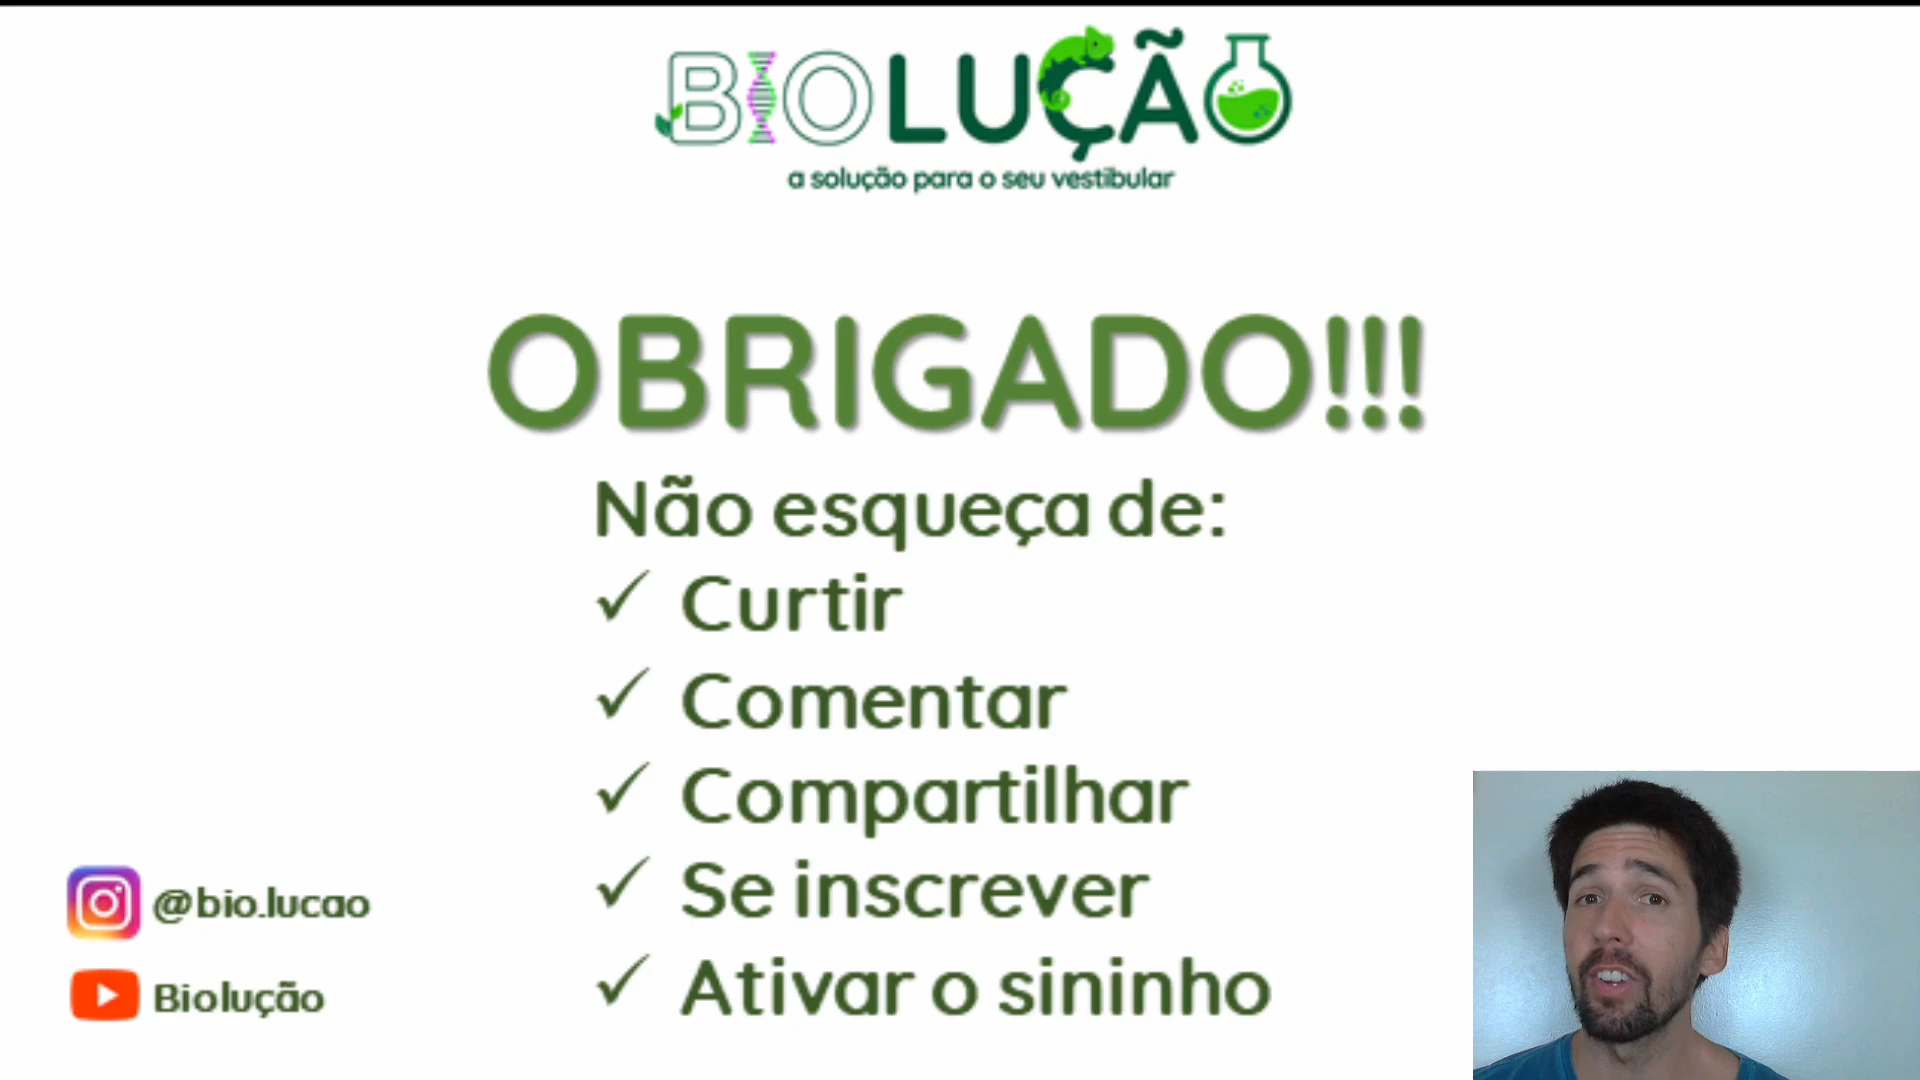 BIOLUÇÃO
a solução para o seu vestibular
OBRIGADO!!!
Não esqueça de:
✓ Curtir
✓ Comentar
✓ Compartilhar
✓ Se inscrever
✓ Ativar o sininho
@bio.lucao
Biolução